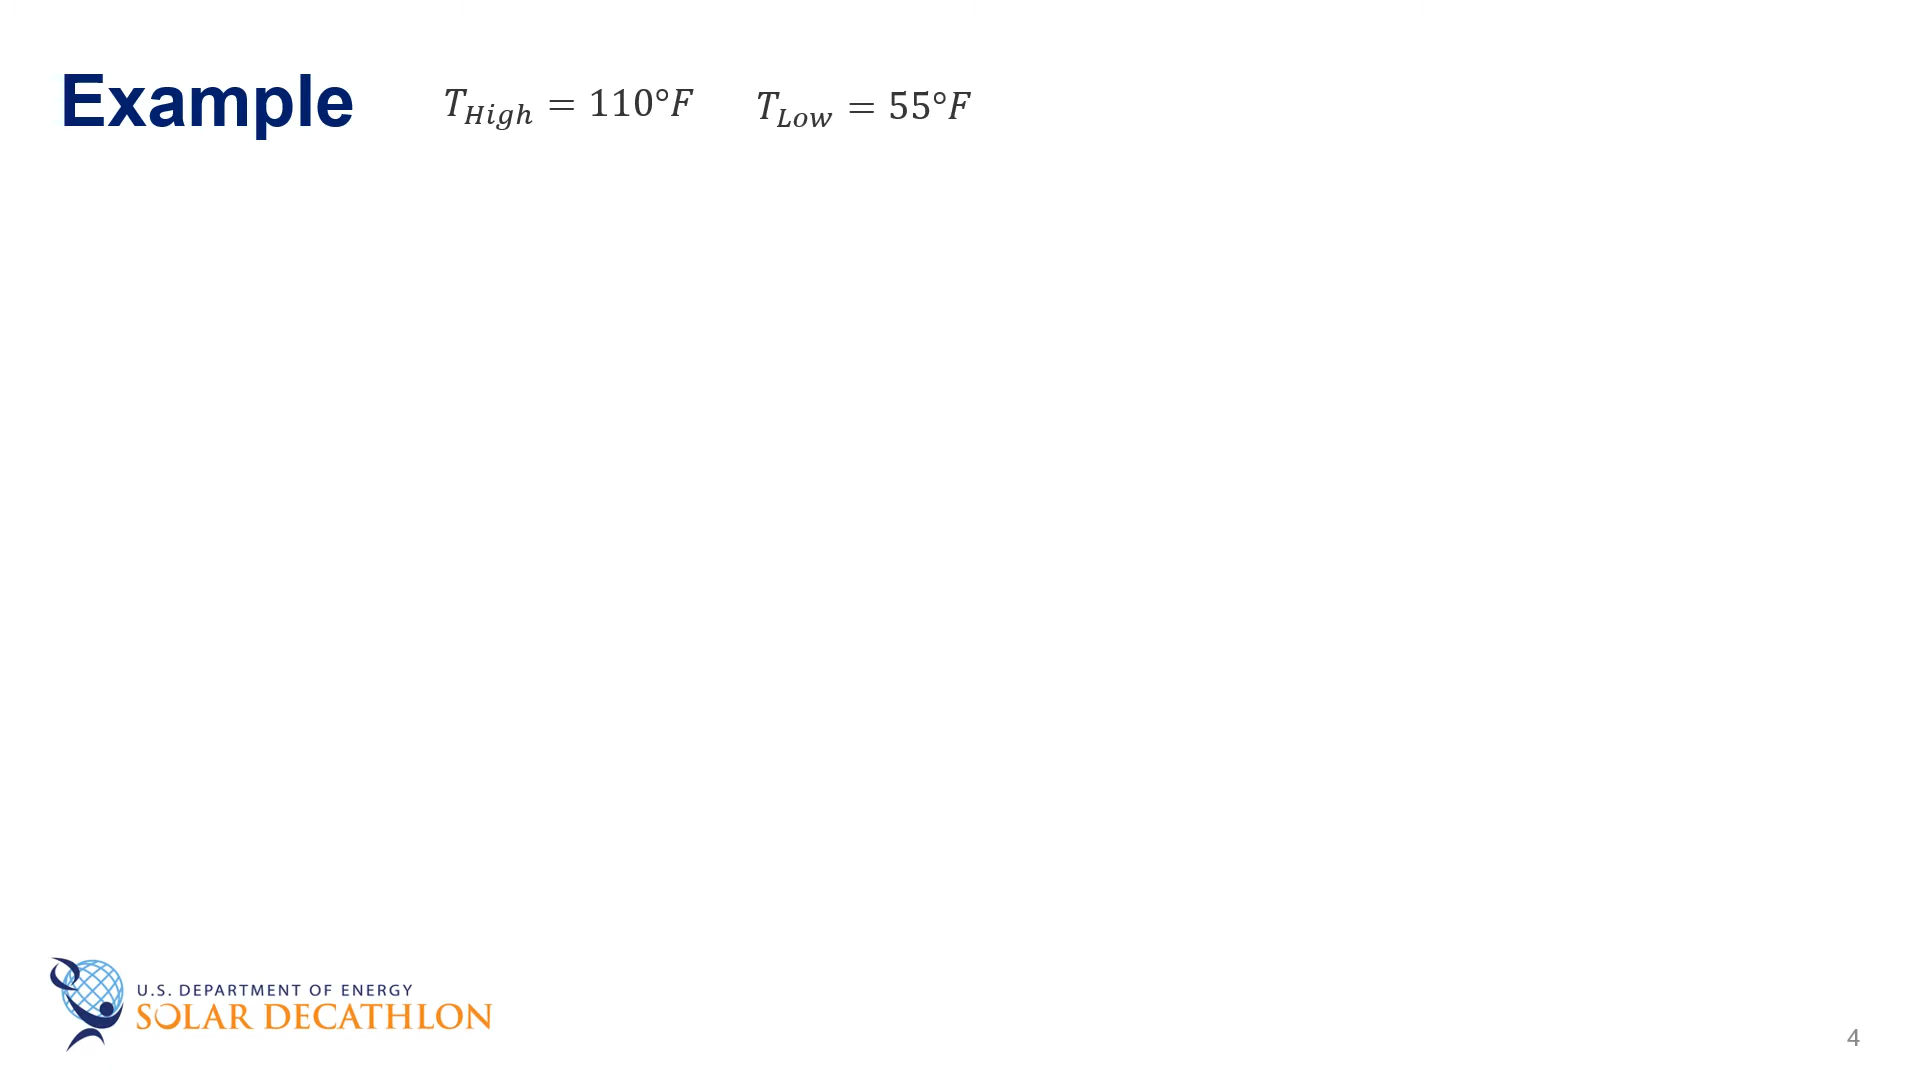 Example
T_High = 110°F T_Low = 55°F
U.S. DEPARTMENT OF ENERGY
SOLAR DECATHLON
4